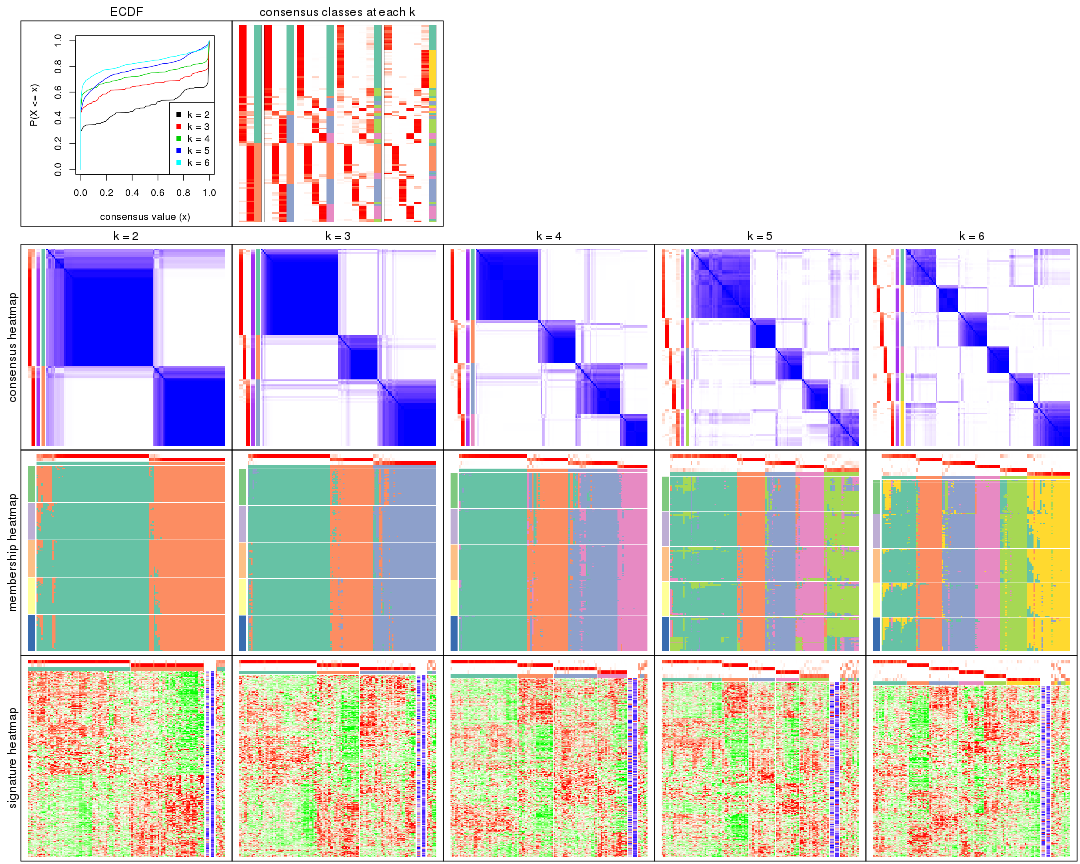 ECDF
consensus classes at each k
P(X <= x)
0.0 0.2 0.4 0.6 0.8 1.0
k = 2
k = 3
k = 4
k = 5
k = 6
0.0 0.2 0.4 0.6 0.8 1.0
consensus value (x)
k = 2 k = 3 k = 4 k = 5 k = 6
consensus heatmap
membership heatmap
signature heatmap